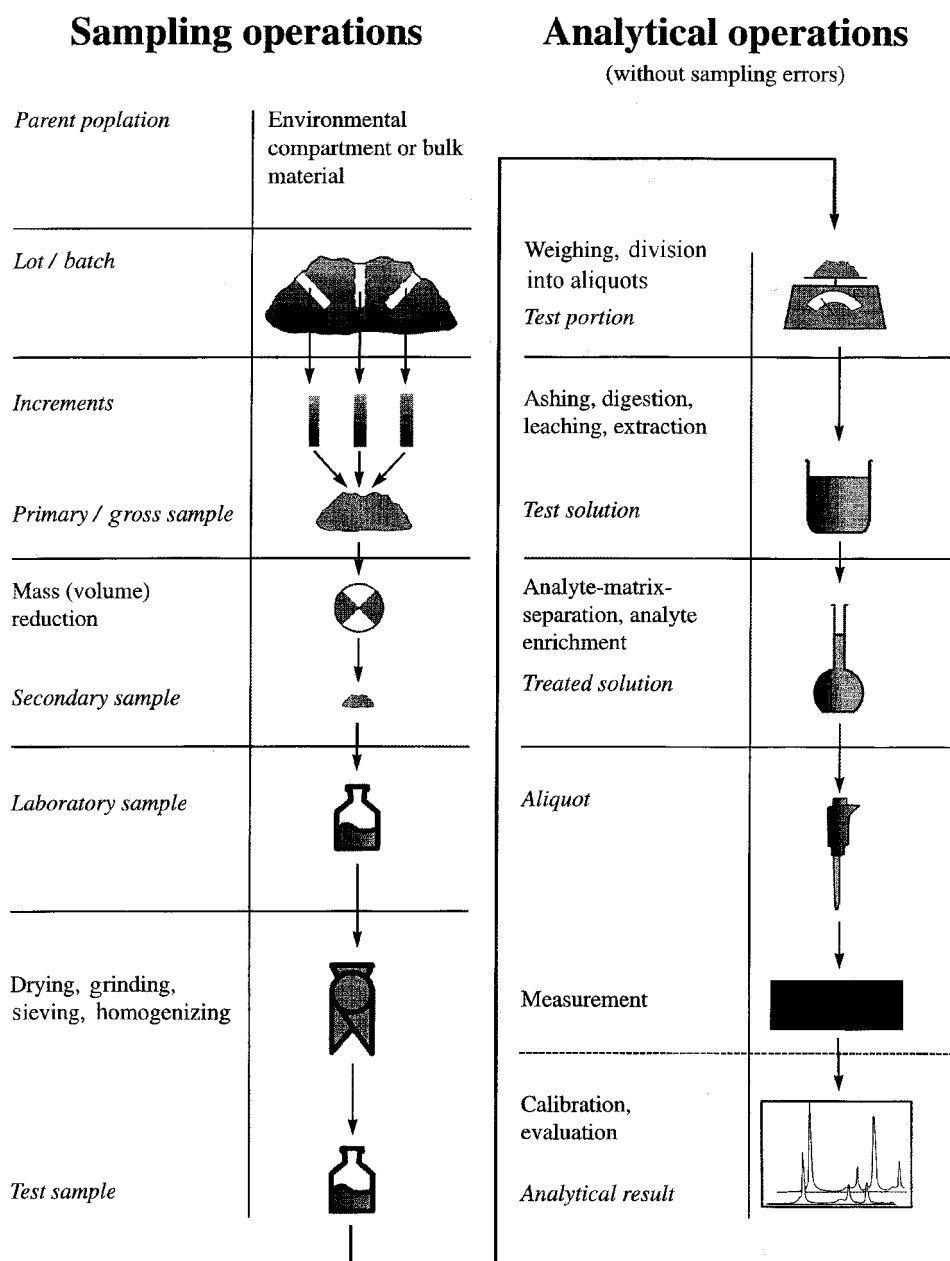 Sampling operations
Parent poplation
Environmental
compartment or bulk
material
Lot / batch
Increments
Primary / gross sample
Mass (volume)
reduction
Secondary sample
Laboratory sample
Drying, grinding,
sieving, homogenizing
Test sample
Analytical operations
(without sampling errors)
Weighing, division
into aliquots
Test portion
Ashing, digestion,
leaching, extraction
Test solution
Analyte-matrix-
separation, analyte
enrichment
Treated solution
Aliquot
Measurement
Calibration,
evaluation
Analytical result